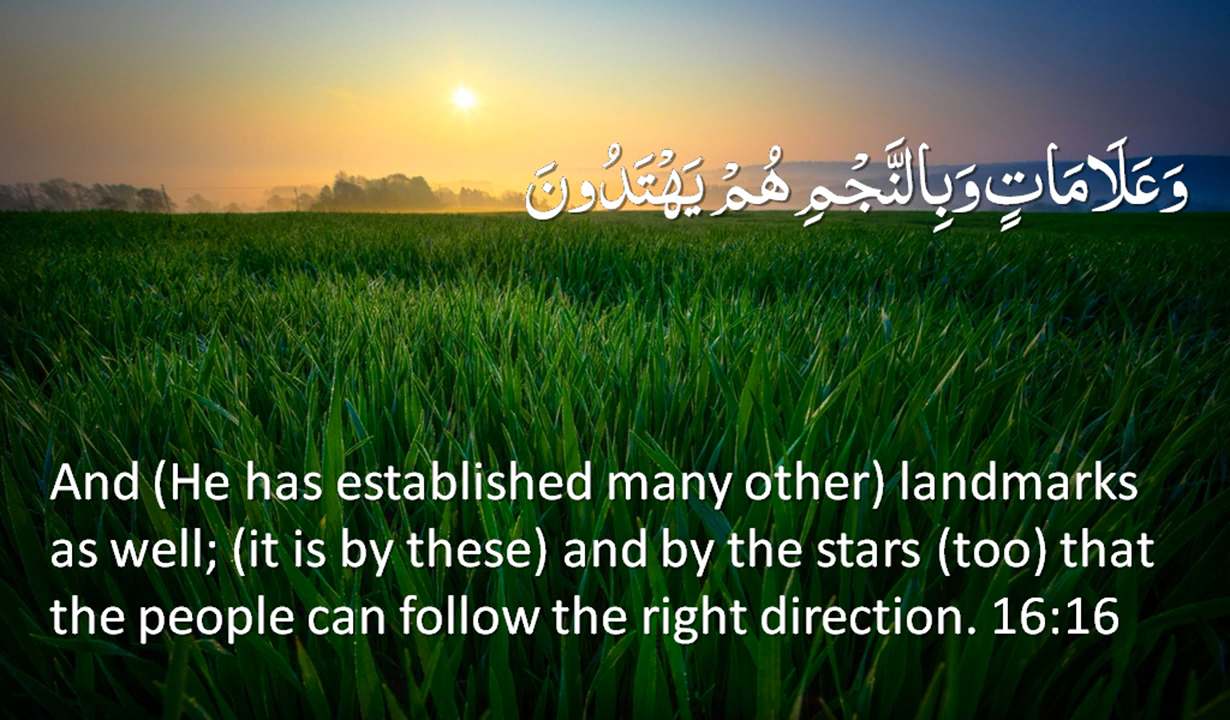 وَعَلَامَاتٍ وَبِالنَّجْمِ هُمْ يَهْتَدُونَ
And (He has established many other) landmarks
as well; (it is by these) and by the stars (too) that
the people can follow the right direction. 16:16